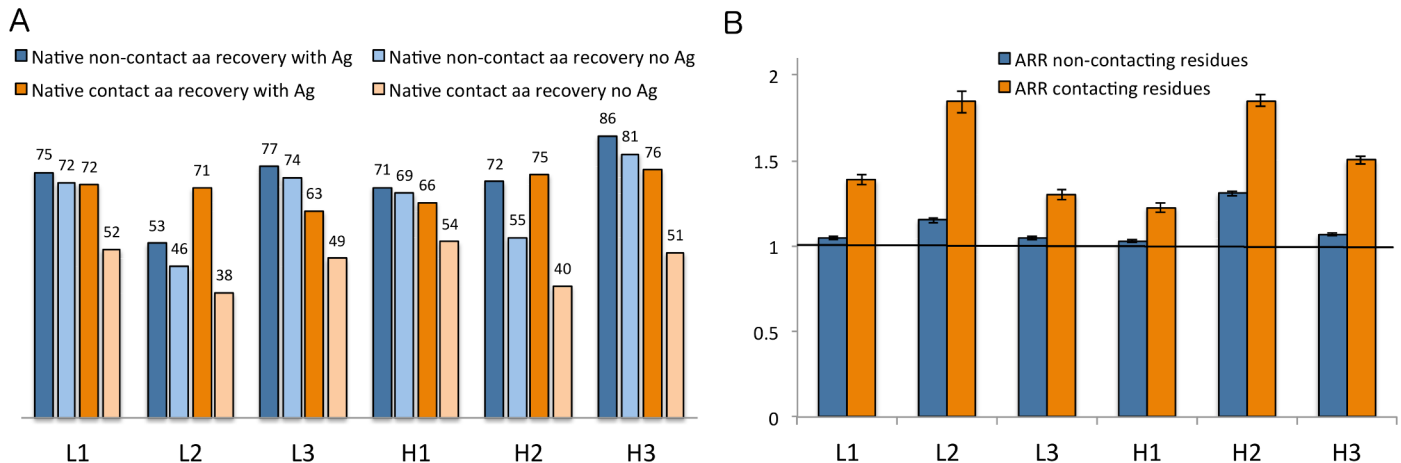 A
Native non-contact aa recovery with Ag
Native non-contact aa recovery no Ag
Native contact aa recovery with Ag
Native contact aa recovery no Ag
75 72 72 52
53 46 71 38
77 74 63 49
71 69 66 54
72 55 75 40
86 81 76 51
L1 L2 L3 H1 H2 H3
B
ARR non-contacting residues
ARR contacting residues
2
1.5
1
0.5
0
L1 L2 L3 H1 H2 H3